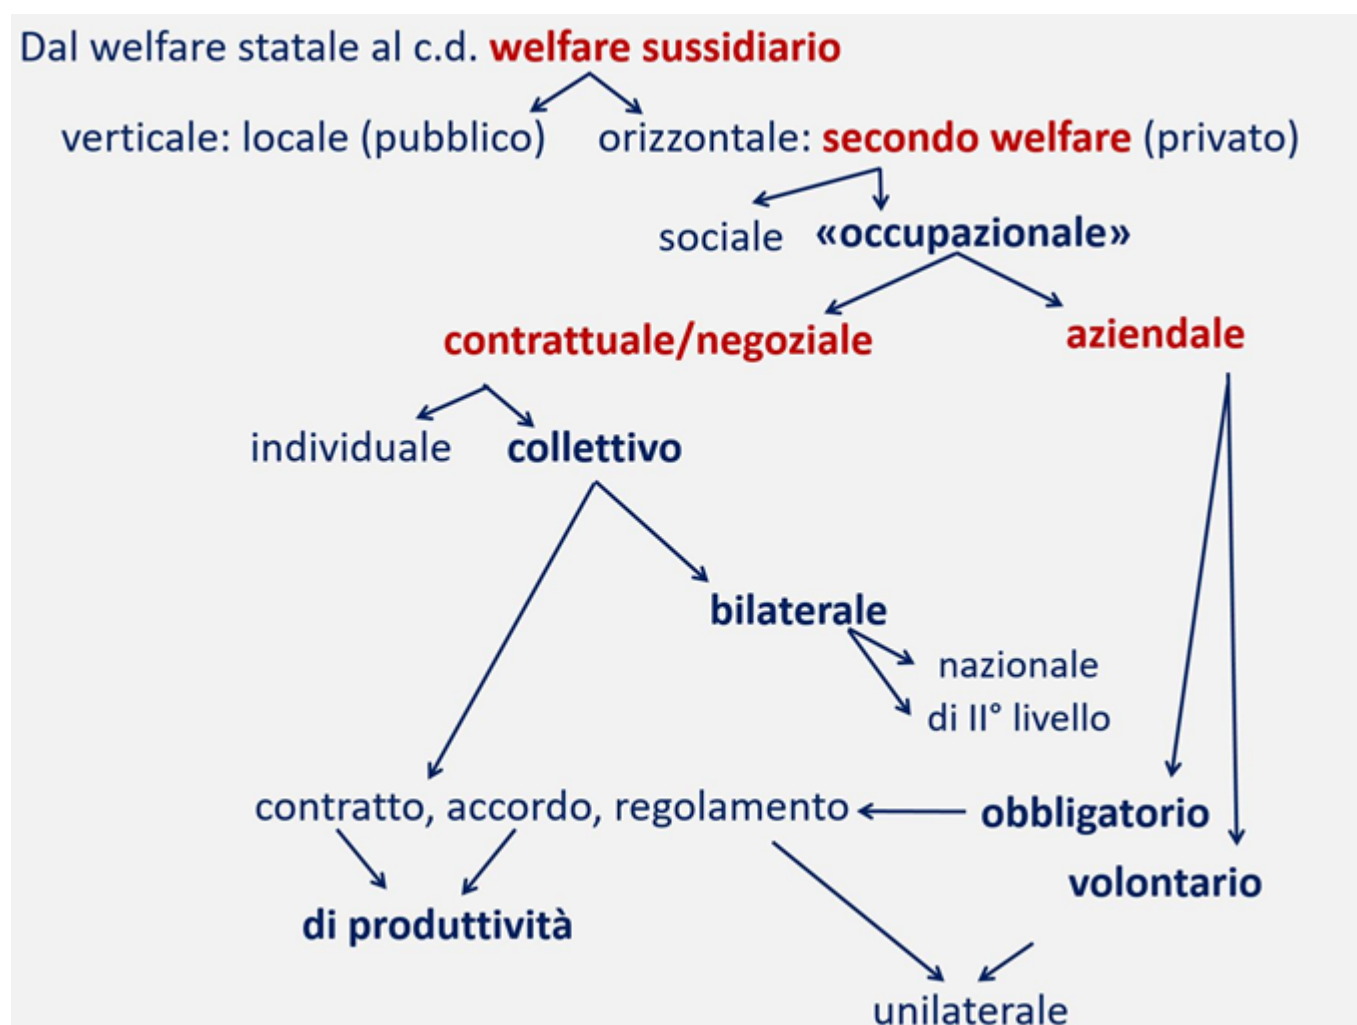 Dal welfare statale al c.d. welfare sussidiario
verticale: locale (pubblico) orizzontale: secondo welfare (privato)
sociale «occupazionale»
contrattuale/negoziale aziendale
individuale collettivo
bilaterale
nazionale
di II° livello
contratto, accordo, regolamento obbligatorio
volontario
di produttività
unilaterale